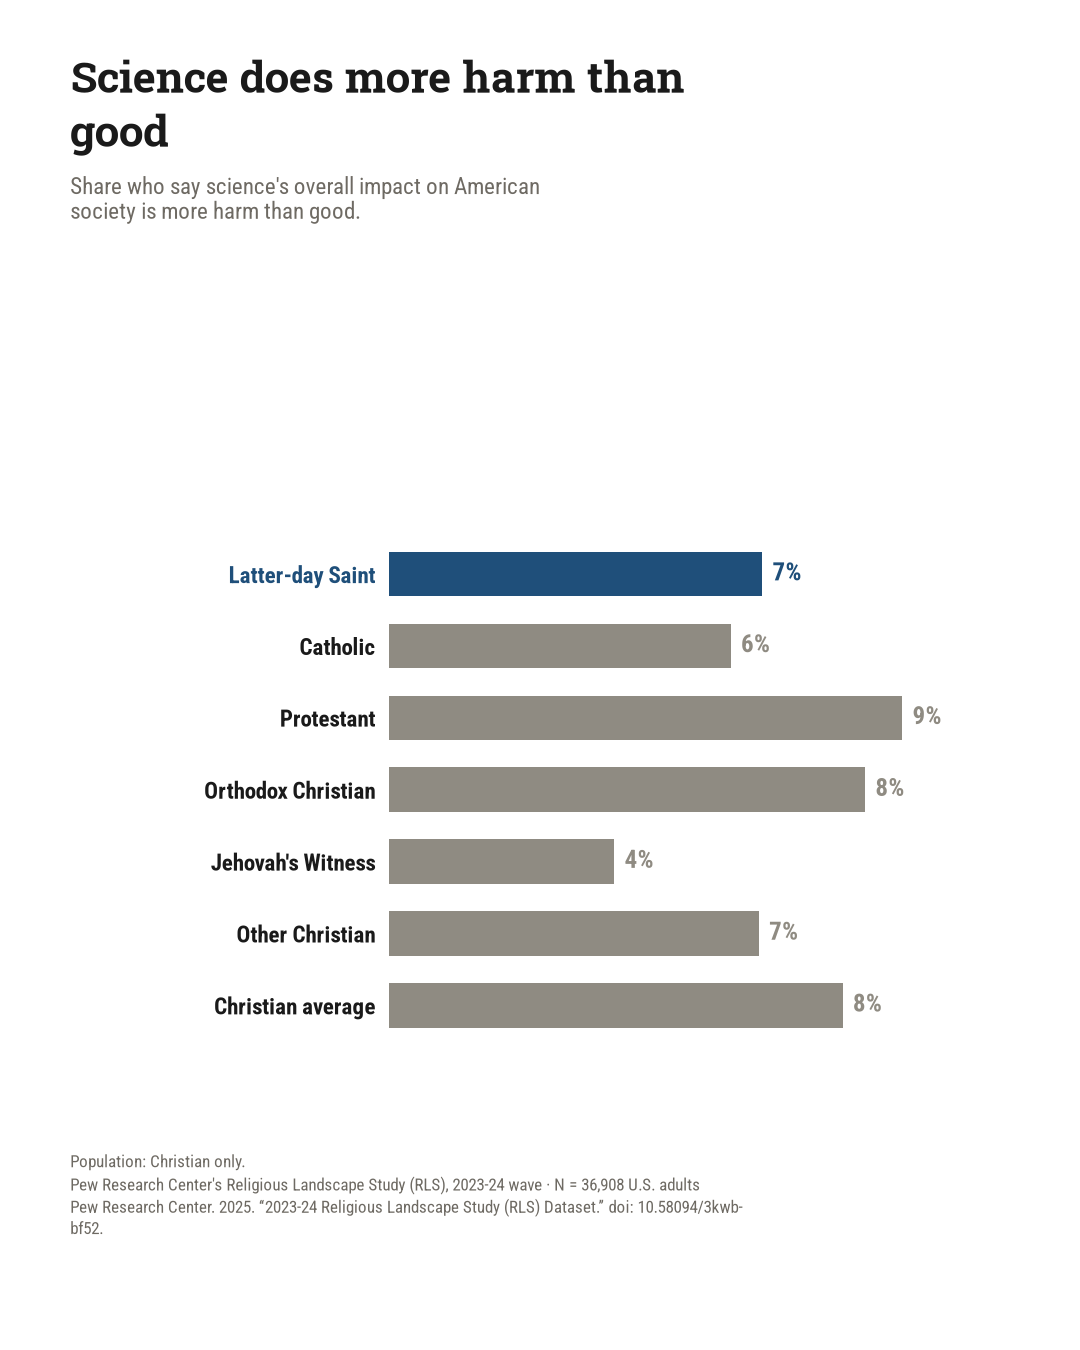 Science does more harm than
good
Share who say science's overall impact on American
society is more harm than good.
Latter-day Saint 7%
Catholic 6%
Protestant 9%
Orthodox Christian 8%
Jehovah's Witness 4%
Other Christian 7%
Christian average 8%
Population: Christian only.
Pew Research Center's Religious Landscape Study (RLS), 2023-24 wave · N = 36,908 U.S. adults
Pew Research Center. 2025. “2023-24 Religious Landscape Study (RLS) Dataset.” doi: 10.58094/3kwb-
bf52.